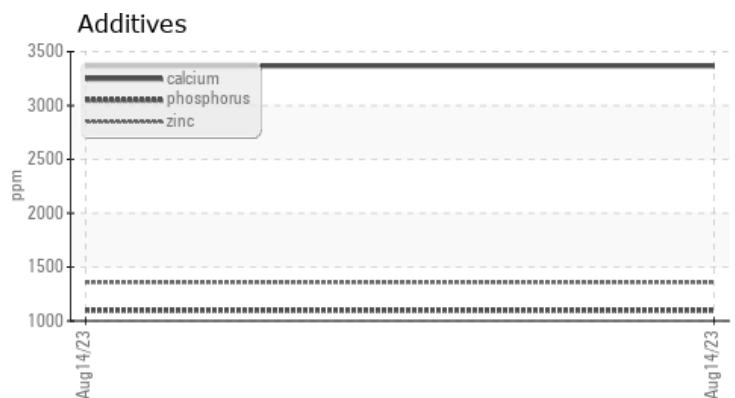 Additives
3500
3000
2500
2000
1500
1000
ppm
calcium
phosphorus
zinc
Aug14/23
Aug14/23